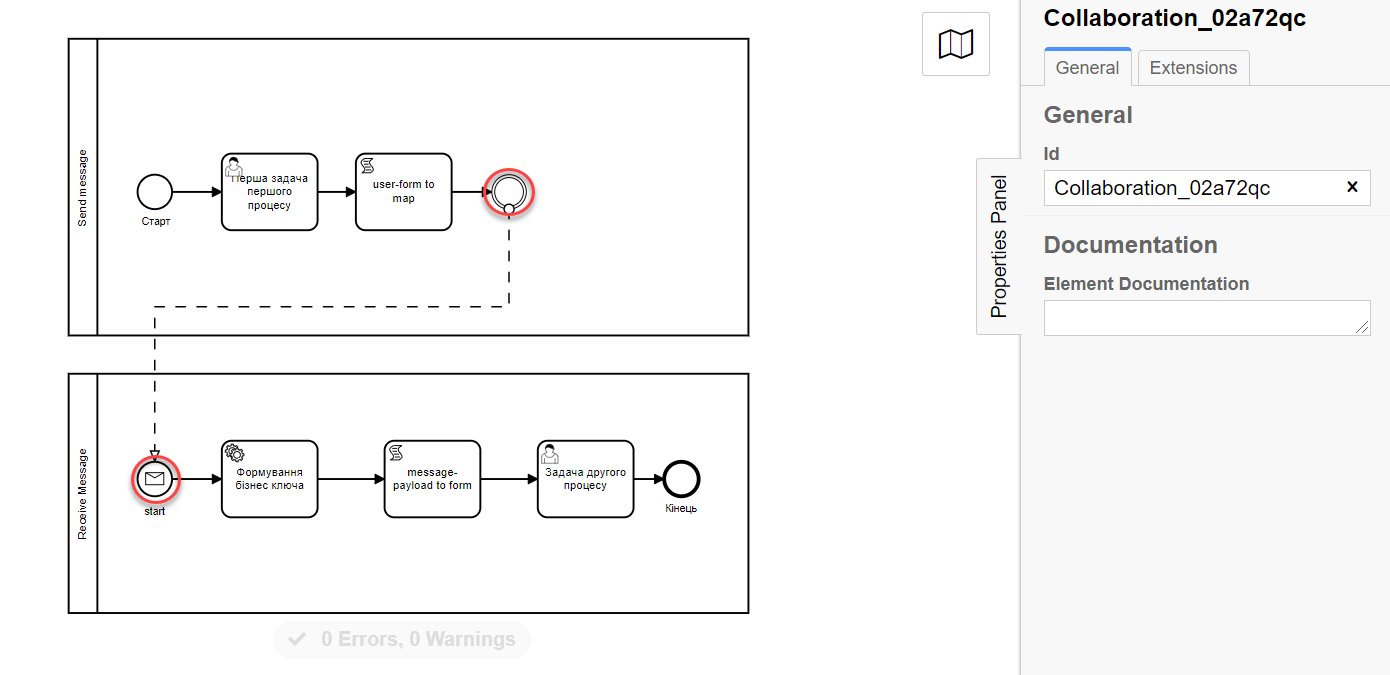 Send message
Старт
Перша задача
першого
процесу
user-form to
map
Receive Message
start
Формування
бізнес ключа
message-
payload to form
Задача другого
процесу
Кінець
0 Errors, 0 Warnings
Properties Panel
Collaboration_02a72qc
General
Extensions
General
Id
Collaboration_02a72qc
Documentation
Element Documentation